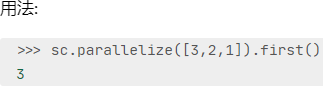 用法:
>>> sc.parallelize([3,2,1]).first()
3